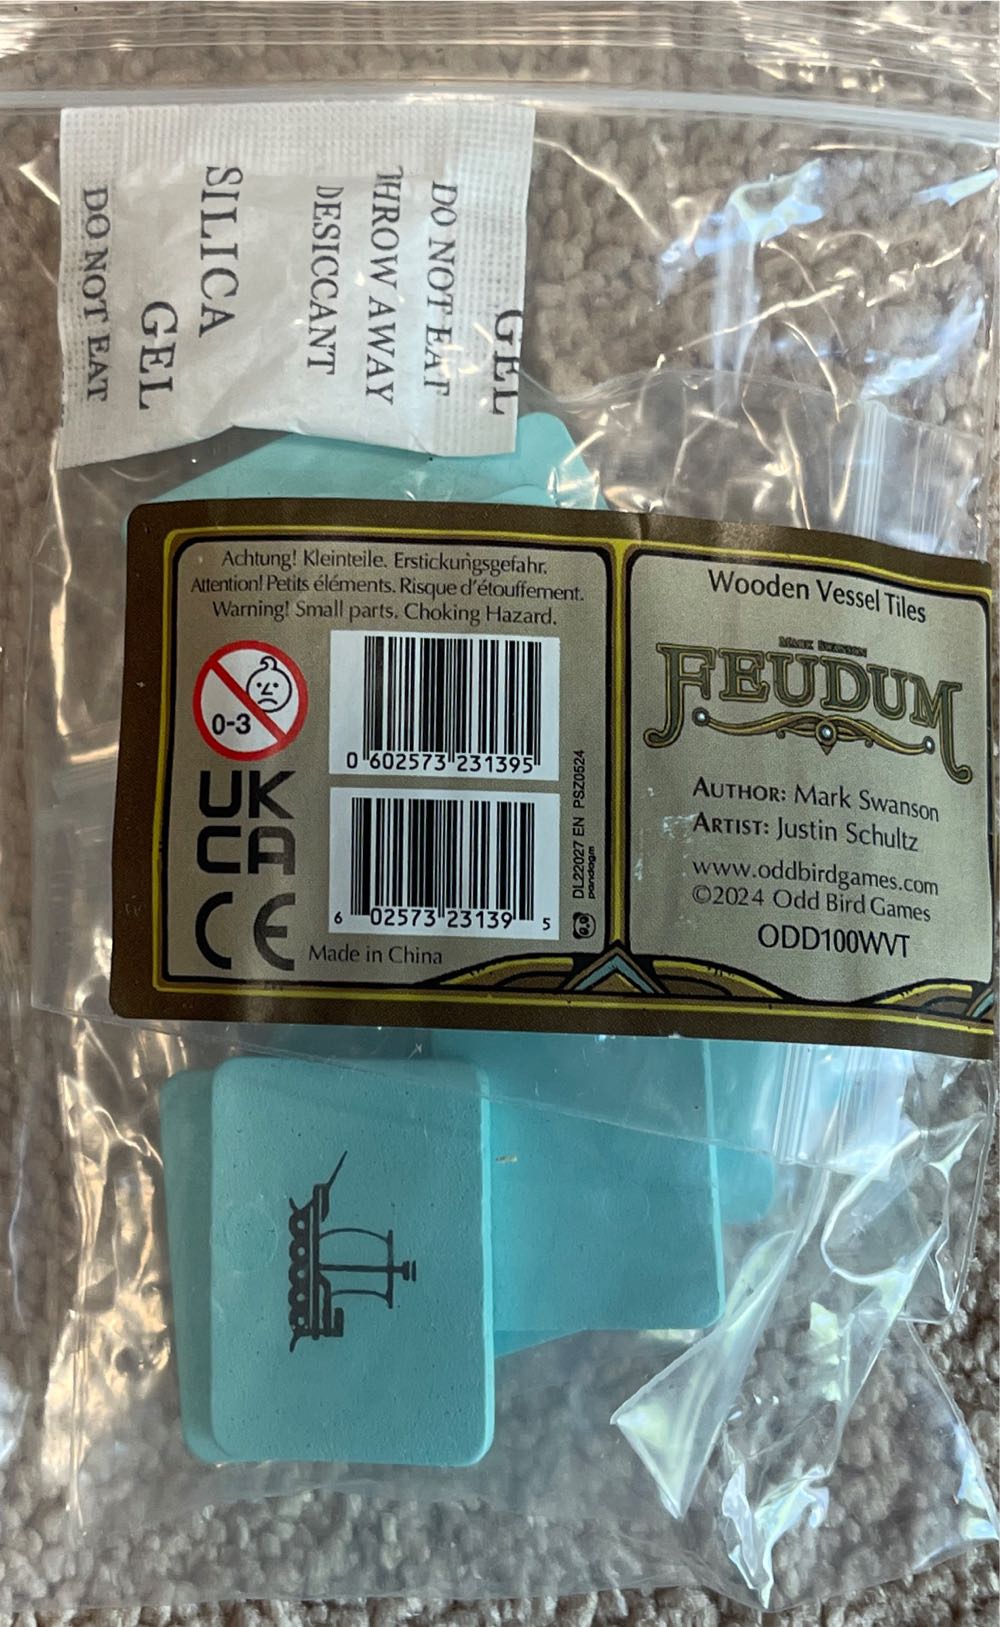 DO NOT EAT
SILICA
GEL
DESICCANT
THROW AWAY
DO NOT EAT
GEL
Achtung! Kleinteile. Erstickungsgefahr.
Attention! Petits éléments. Risque d'étouffement.
Warning! Small parts. Choking Hazard.
0-3
UK
CA
CE
0 602573 231395
6 02573 23139 5
Made in China
DL22027 EN PSZ0524
pandagm
Wooden Vessel Tiles
MARK SWANSON
FEUDUM
AUTHOR: Mark Swanson
ARTIST: Justin Schultz
www.oddbirdgames.com
©2024 Odd Bird Games
ODD100WVT